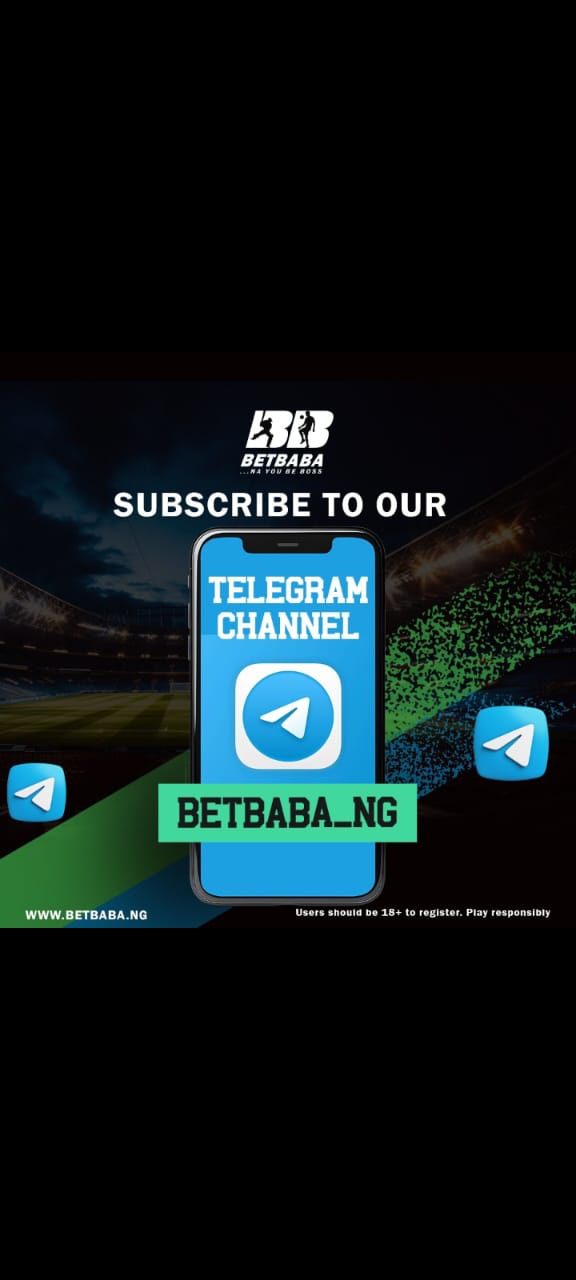 BB
BETBABA
...NA YOU BE BOSS
SUBSCRIBE TO OUR
TELEGRAM
CHANNEL
BETBABA_NG
WWW.BETBABA.NG
Users should be 18+ to register. Play responsibly